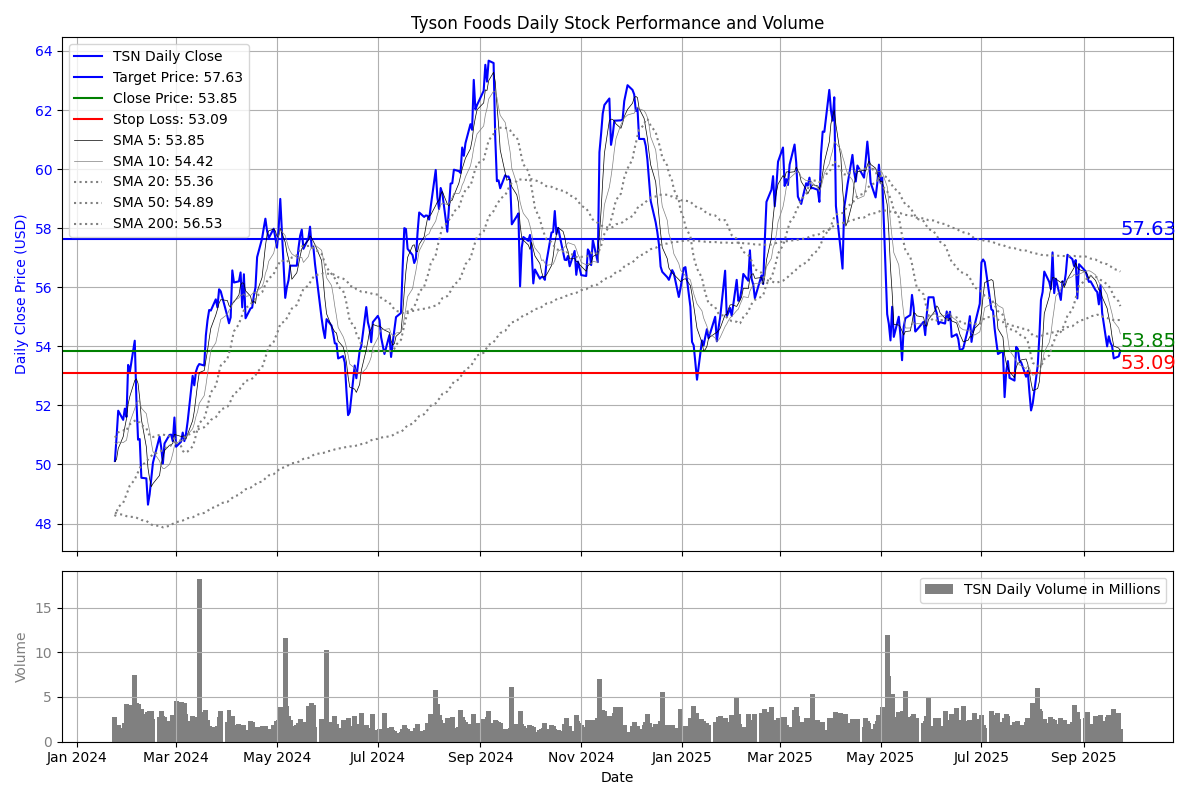 Tyson Foods Daily Stock Performance and Volume
64
62
60
58
56
54
52
50
48
Daily Close Price (USD)
TSN Daily Close
Target Price: 57.63
Close Price: 53.85
Stop Loss: 53.09
SMA 5: 53.85
SMA 10: 54.42
SMA 20: 55.36
SMA 50: 54.89
SMA 200: 56.53
57.63
53.85
53.09
TSN Daily Volume in Millions
15
10
5
0
Volume
Jan 2024 Mar 2024 May 2024 Jul 2024 Sep 2024 Nov 2024 Jan 2025 Mar 2025 May 2025 Jul 2025 Sep 2025
Date